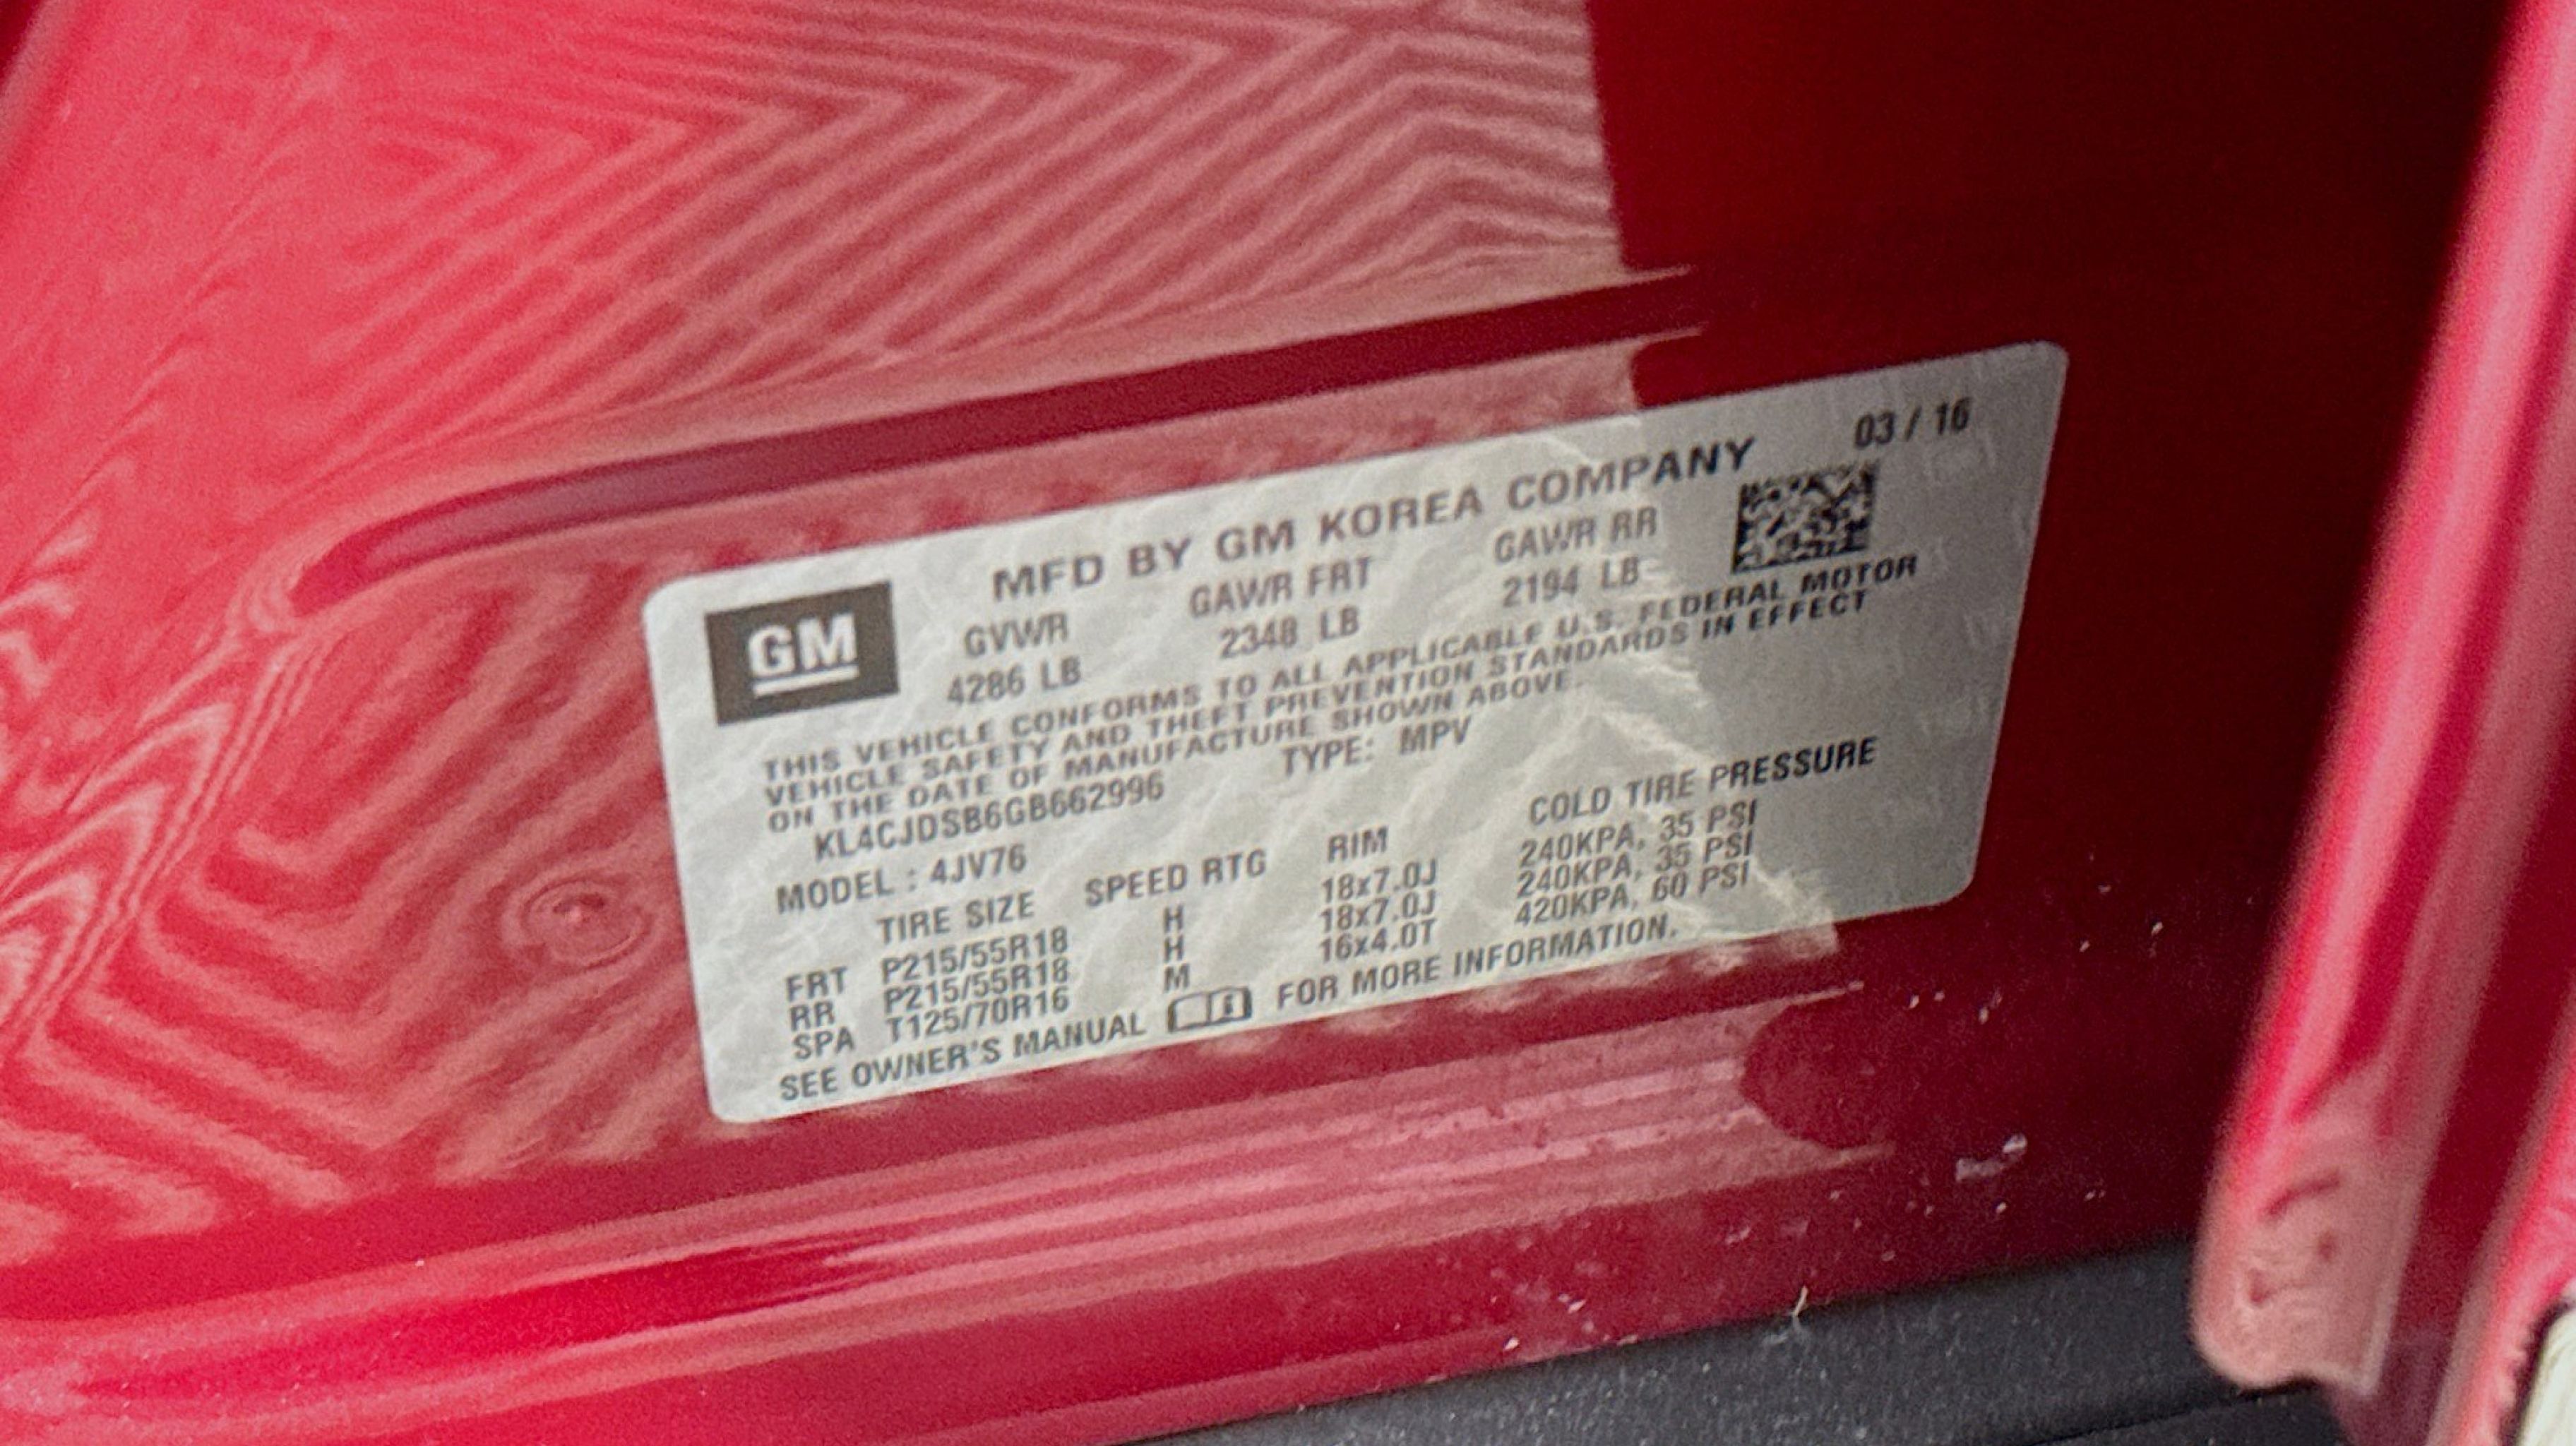 03 / 16
MFD BY GM KOREA COMPANY
GM
GVWR GAWR FRT GAWR RR
4286 LB 2348 LB 2194 LB
THIS VEHICLE CONFORMS TO ALL APPLICABLE U.S. FEDERAL MOTOR
VEHICLE SAFETY AND THEFT PREVENTION STANDARDS IN EFFECT
ON THE DATE OF MANUFACTURE SHOWN ABOVE.
KL4CJDSB6GB662996 TYPE: MPV
MODEL : 4JV76
TIRE SIZE SPEED RTG RIM COLD TIRE PRESSURE
FRT P215/55R18 H 18x7.0J 240KPA, 35 PSI
RR P215/55R18 H 18x7.0J 240KPA, 35 PSI
SPA T125/70R16 M 16x4.0T 420KPA, 60 PSI
SEE OWNER'S MANUAL FOR MORE INFORMATION.